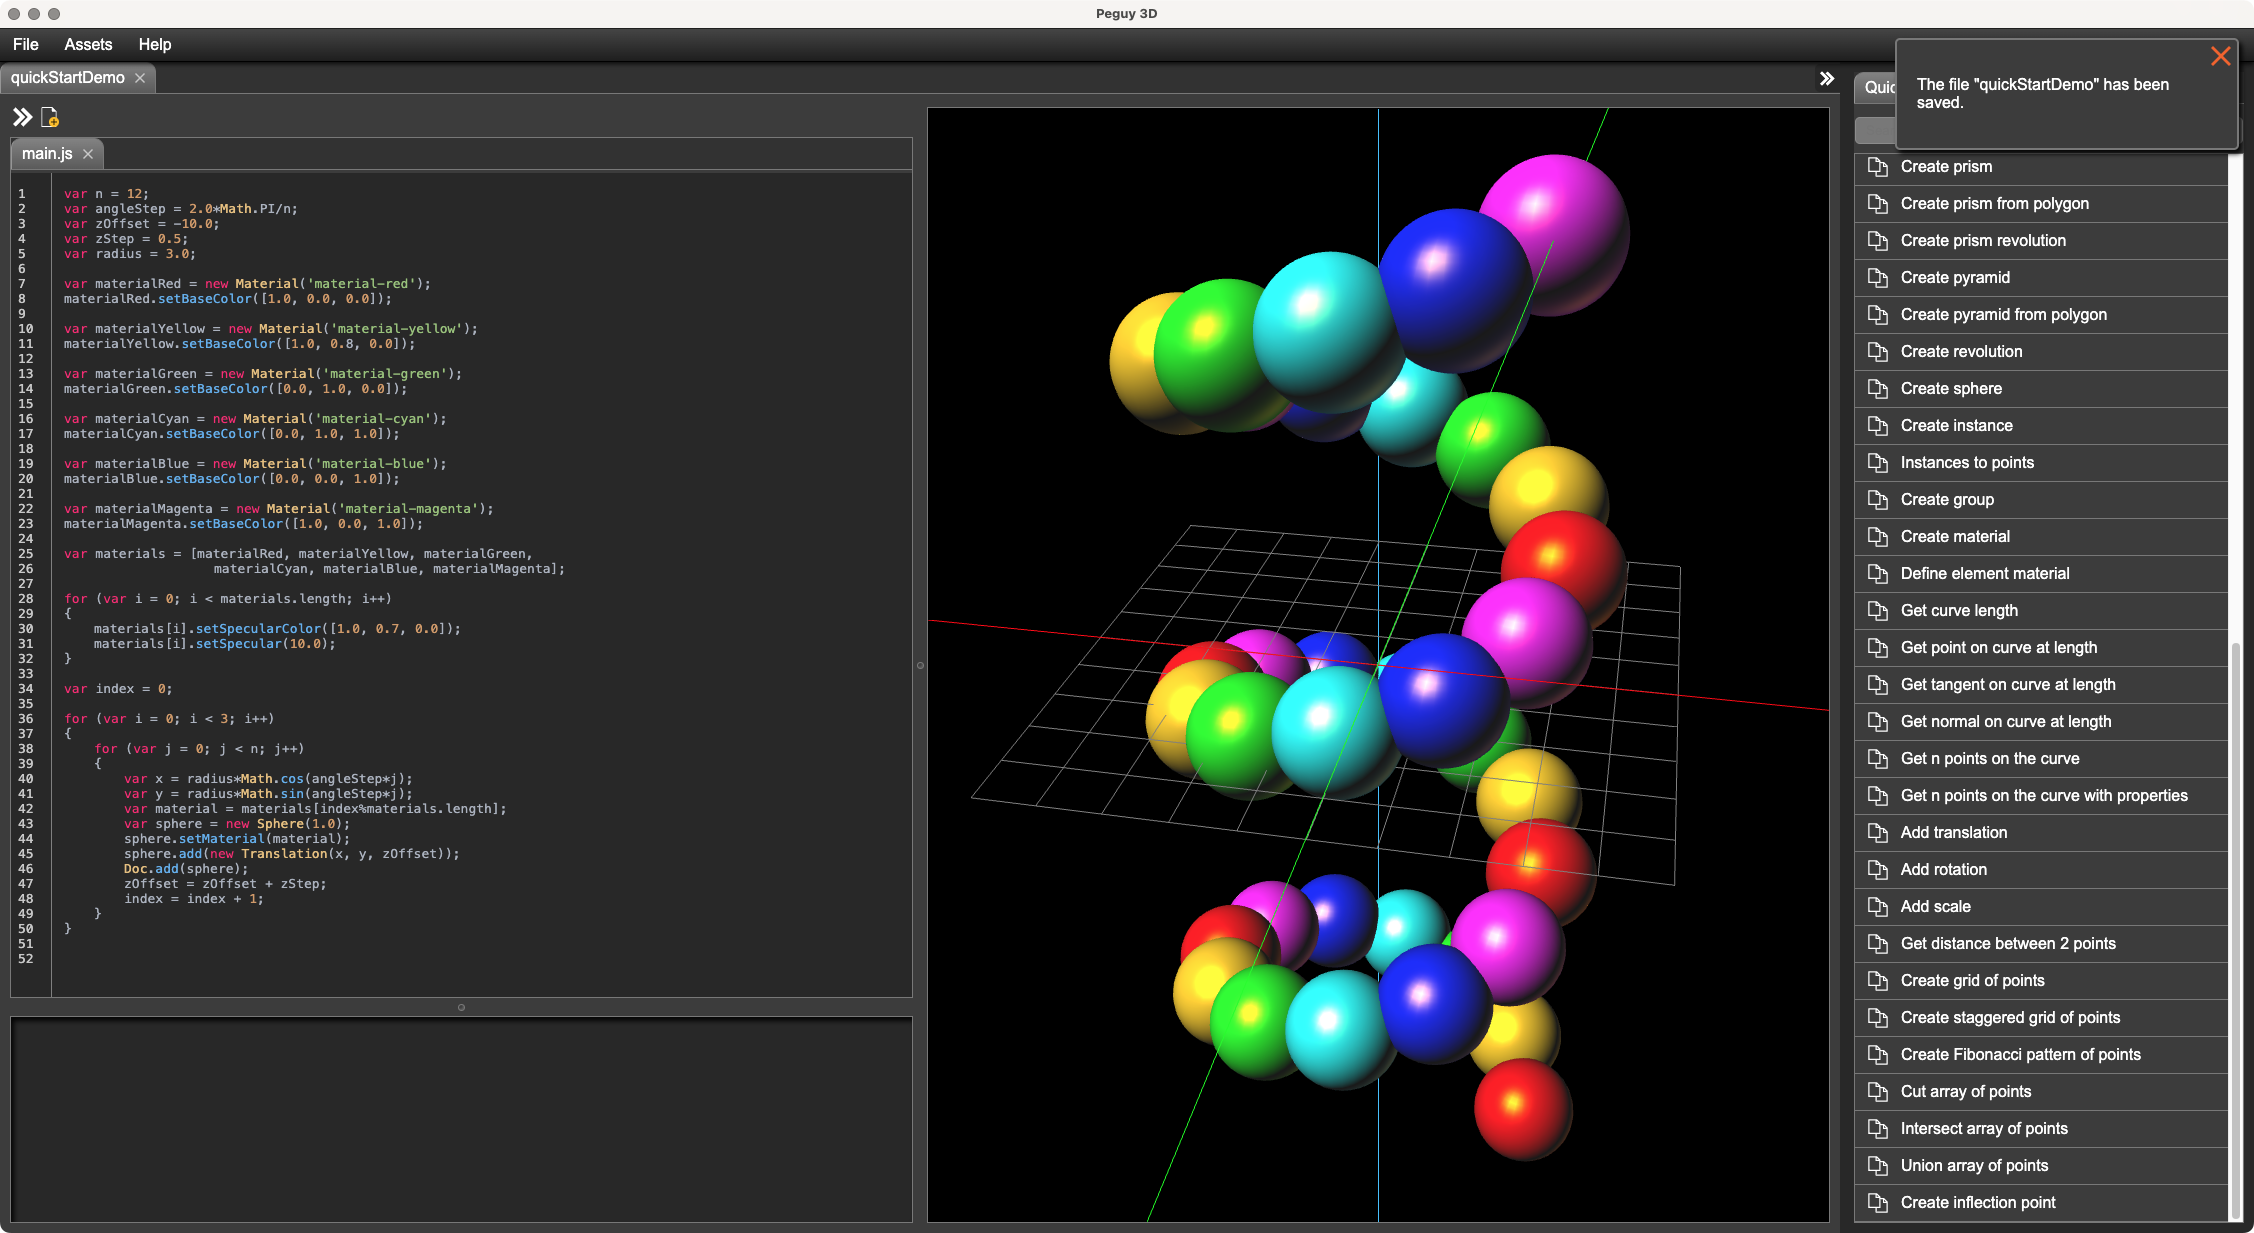 Peguy 3D
File Assets Help
quickStartDemo
The file "quickStartDemo" has been
saved.
Quic
main.js
1 var n = 12;
2 var angleStep = 2.0*Math.PI/n;
3 var zOffset = -10.0;
4 var zStep = 0.5;
5 var radius = 3.0;
6
7 var materialRed = new Material('material-red');
8 materialRed.setBaseColor([1.0, 0.0, 0.0]);
9
10 var materialYellow = new Material('material-yellow');
11 materialYellow.setBaseColor([1.0, 0.8, 0.0]);
12
13 var materialGreen = new Material('material-green');
14 materialGreen.setBaseColor([0.0, 1.0, 0.0]);
15
16 var materialCyan = new Material('material-cyan');
17 materialCyan.setBaseColor([0.0, 1.0, 1.0]);
18
19 var materialBlue = new Material('material-blue');
20 materialBlue.setBaseColor([0.0, 0.0, 1.0]);
21
22 var materialMagenta = new Material('material-magenta');
23 materialMagenta.setBaseColor([1.0, 0.0, 1.0]);
24
25 var materials = [materialRed, materialYellow, materialGreen,
26 materialCyan, materialBlue, materialMagenta];
27
28 for (var i = 0; i < materials.length; i++)
29 {
30 materials[i].setSpecularColor([1.0, 0.7, 0.0]);
31 materials[i].setSpecular(10.0);
32 }
33
34 var index = 0;
35
36 for (var i = 0; i < 3; i++)
37 {
38 for (var j = 0; j < n; j++)
39 {
40 var x = radius*Math.cos(angleStep*j);
41 var y = radius*Math.sin(angleStep*j);
42 var material = materials[index%materials.length];
43 var sphere = new Sphere(1.0);
44 sphere.setMaterial(material);
45 sphere.add(new Translation(x, y, zOffset));
46 Doc.add(sphere);
47 zOffset = zOffset + zStep;
48 index = index + 1;
49 }
50 }
51
52
Create prism
Create prism from polygon
Create prism revolution
Create pyramid
Create pyramid from polygon
Create revolution
Create sphere
Create instance
Instances to points
Create group
Create material
Define element material
Get curve length
Get point on curve at length
Get tangent on curve at length
Get normal on curve at length
Get n points on the curve
Get n points on the curve with properties
Add translation
Add rotation
Add scale
Get distance between 2 points
Create grid of points
Create staggered grid of points
Create Fibonacci pattern of points
Cut array of points
Intersect array of points
Union array of points
Create inflection point